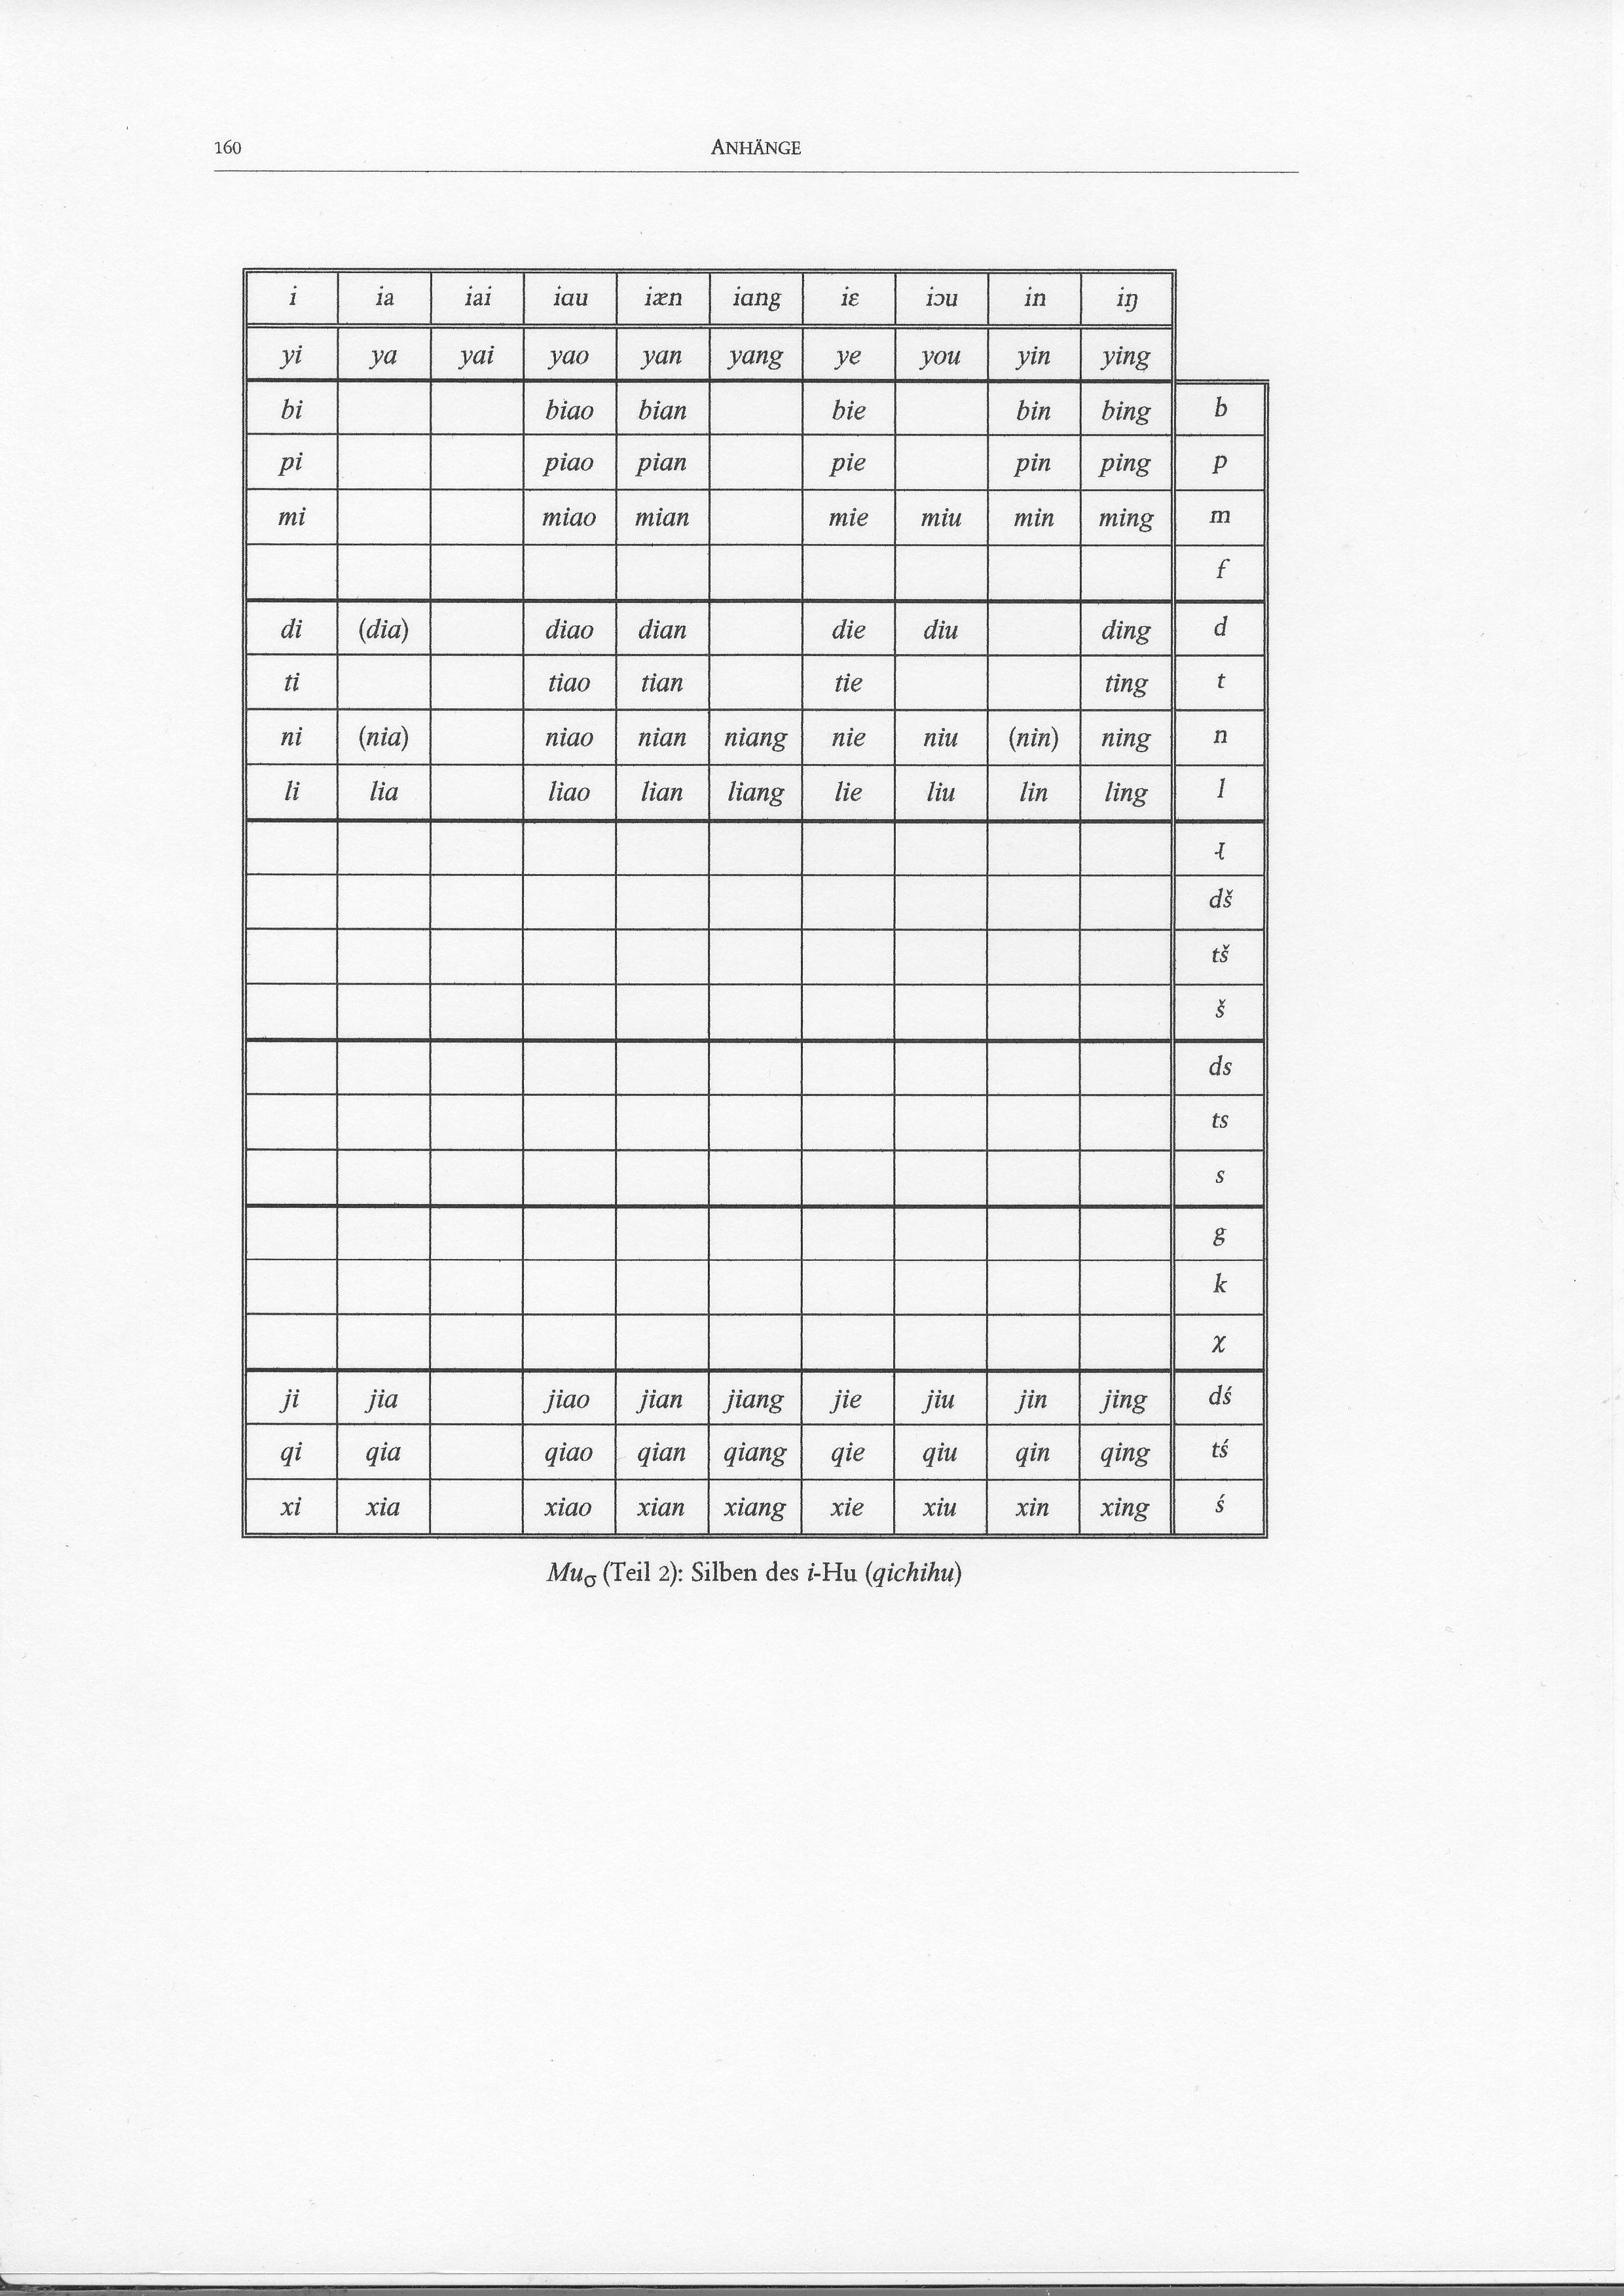 160 ANHÄNGE
i ia iai iɑu iæn iɑng iɛ iɔu in iŋ
yi ya yai yao yan yang ye you yin ying
bi biao bian bie bin bing b
pi piao pian pie pin ping p
mi miao mian mie miu min ming m
f
di (dia) diao dian die diu ding d
ti tiao tian tie ting t
ni (nia) niao nian niang nie niu (nin) ning n
li lia liao lian liang lie liu lin ling l
dš
tš
š
ds
ts
s
g
k
χ
ji jia jiao jian jiang jie jiu jin jing dś
qi qia qiao qian qiang qie qiu qin qing tś
xi xia xiao xian xiang xie xiu xin xing ś
Muσ (Teil 2): Silben des i-Hu (qichihu)